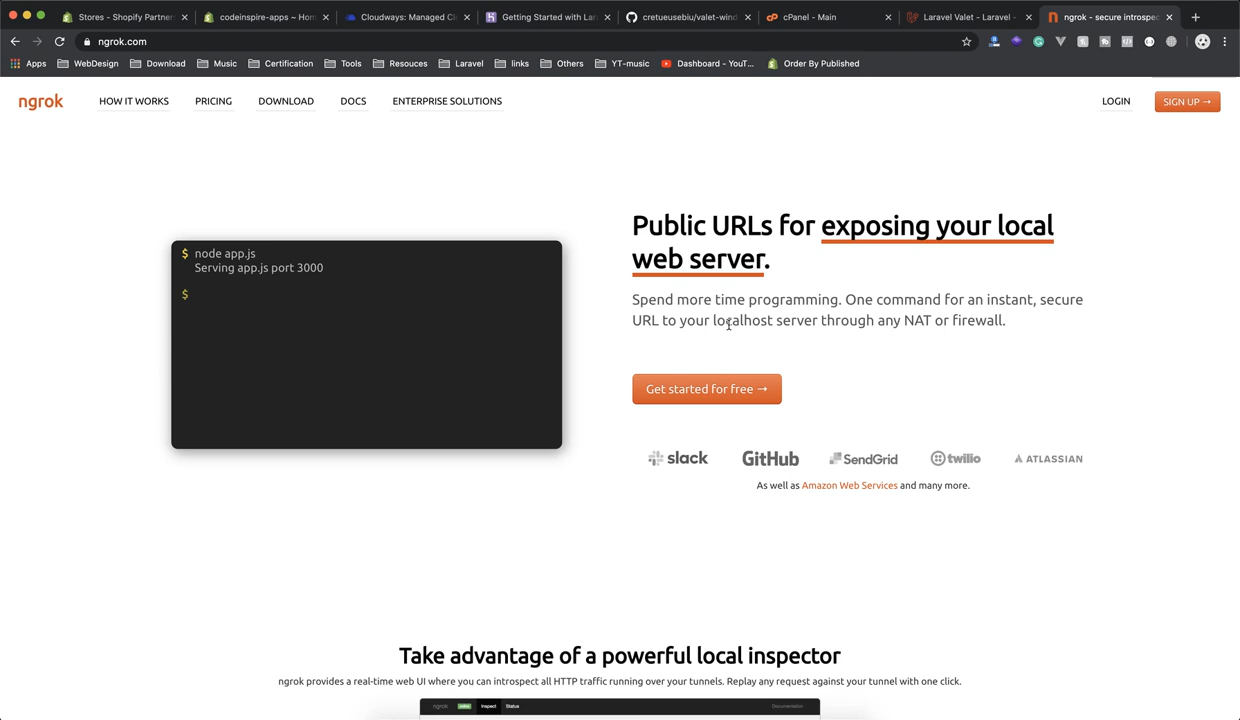 Stores - Shopify Partner
codeinspire-apps ~ Hom
Cloudways: Managed Cl
Getting Started with Lara
cretueusebiu/valet-wind
cPanel - Main
Laravel Valet - Laravel -
ngrok - secure introspec
ngrok.com
Apps
WebDesign
Download
Music
Certification
Tools
Resouces
Laravel
links
Others
YT-music
Dashboard - YouT...
Order By Published
ngrok
HOW IT WORKS
PRICING
DOWNLOAD
DOCS
ENTERPRISE SOLUTIONS
LOGIN
SIGN UP →
$ node app.js
Serving app.js port 3000
$
Public URLs for exposing your local
web server.
Spend more time programming. One command for an instant, secure
URL to your localhost server through any NAT or firewall.
Get started for free →
slack
GitHub
SendGrid
twilio
ATLASSIAN
As well as Amazon Web Services and many more.
Take advantage of a powerful local inspector
ngrok provides a real-time web UI where you can introspect all HTTP traffic running over your tunnels. Replay any request against your tunnel with one click.
ngrok
online
Inspect
Status
Documentation